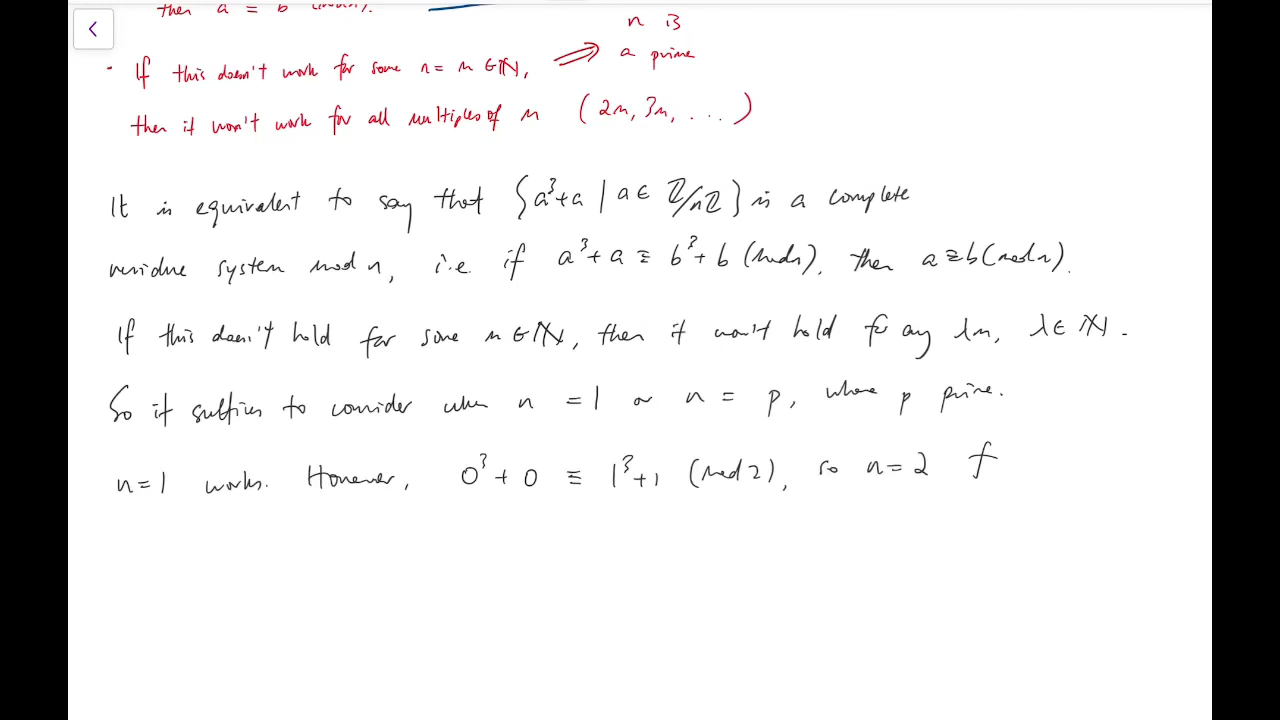 then a ≡ b
n is
· If this doesn't work for some n = m ∈ ℕ, ⟹ a prime
then it won't work for all multiples of m (2m, 3m, ....)
It is equivalent to say that {a³+a | a ∈ ℤ/nℤ} is a complete
residue system mod n, i.e. if a³+a ≡ b³+b (mod n), then a ≡ b (mod n).
If this doesn't hold for some m ∈ ℕ, then it won't hold for any λm, λ ∈ ℕ.
So it suffices to consider when n = 1 or n = p, where p prime.
n=1 works. However, 0³ + 0 ≡ 1³+1 (mod 2), so n = 2 f